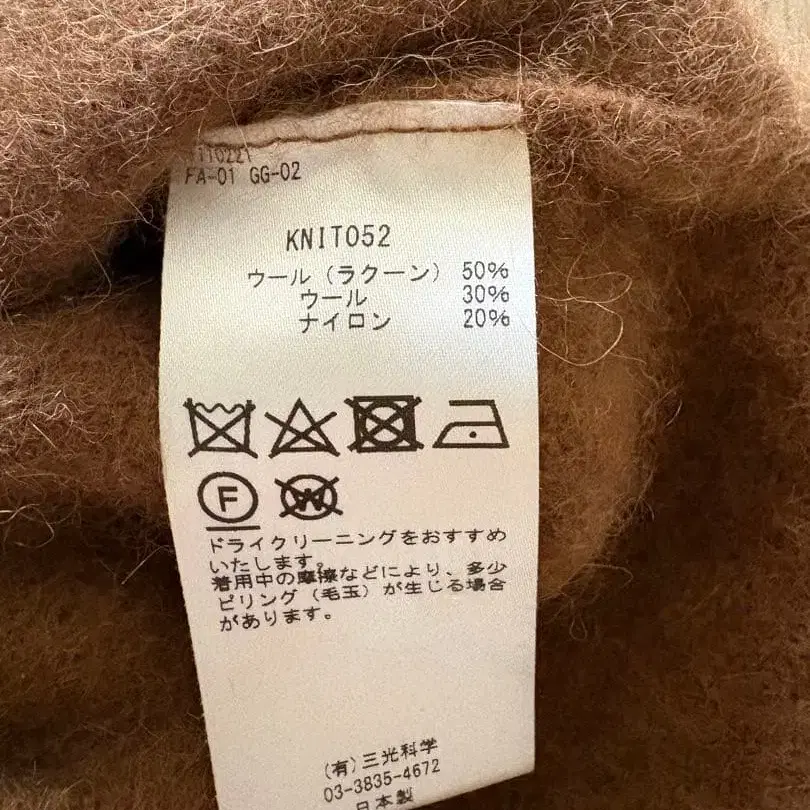 FA-01 GG-02
KNIT052
ウール（ラクーン） 50%
ウール 30%
ナイロン 20%
F
W
ドライクリーニングをおすすめ
いたします。
着用中の摩擦などにより、多少
ピリング（毛玉）が生じる場合
があります。
(有)三光科学
03-3835-4672
日本製